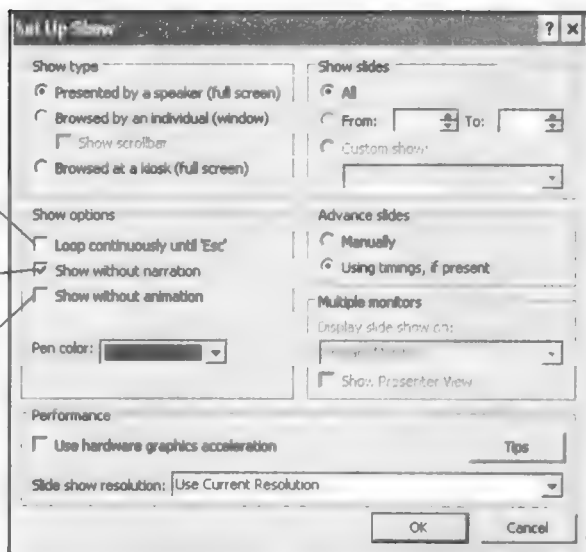 Set Up Show
? ×
Show type
Presented by a speaker (full screen)
Browsed by an individual (window)
Show scrollbar
Browsed at a kiosk (full screen)
Show slides
All
From: To:
Custom show:
Show options
Loop continuously until 'Esc'
Show without narration
Show without animation
Pen color:
Advance slides
Manually
Using timings, if present
Multiple monitors
Display slide show on:
Show Presenter View
Performance
Use hardware graphics acceleration
Tips
Slide show resolution: Use Current Resolution
OK Cancel